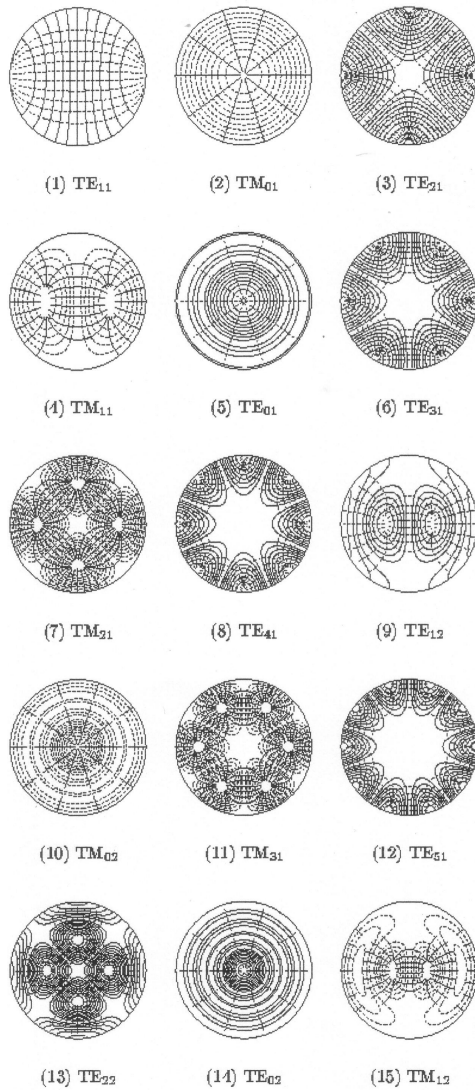 (1) TE₁₁ (2) TM₀₁ (3) TE₂₁
(4) TM₁₁ (5) TE₀₁ (6) TE₃₁
(7) TM₂₁ (8) TE₄₁ (9) TE₁₂
(10) TM₀₂ (11) TM₃₁ (12) TE₅₁
(13) TE₂₂ (14) TE₀₂ (15) TM₁₂